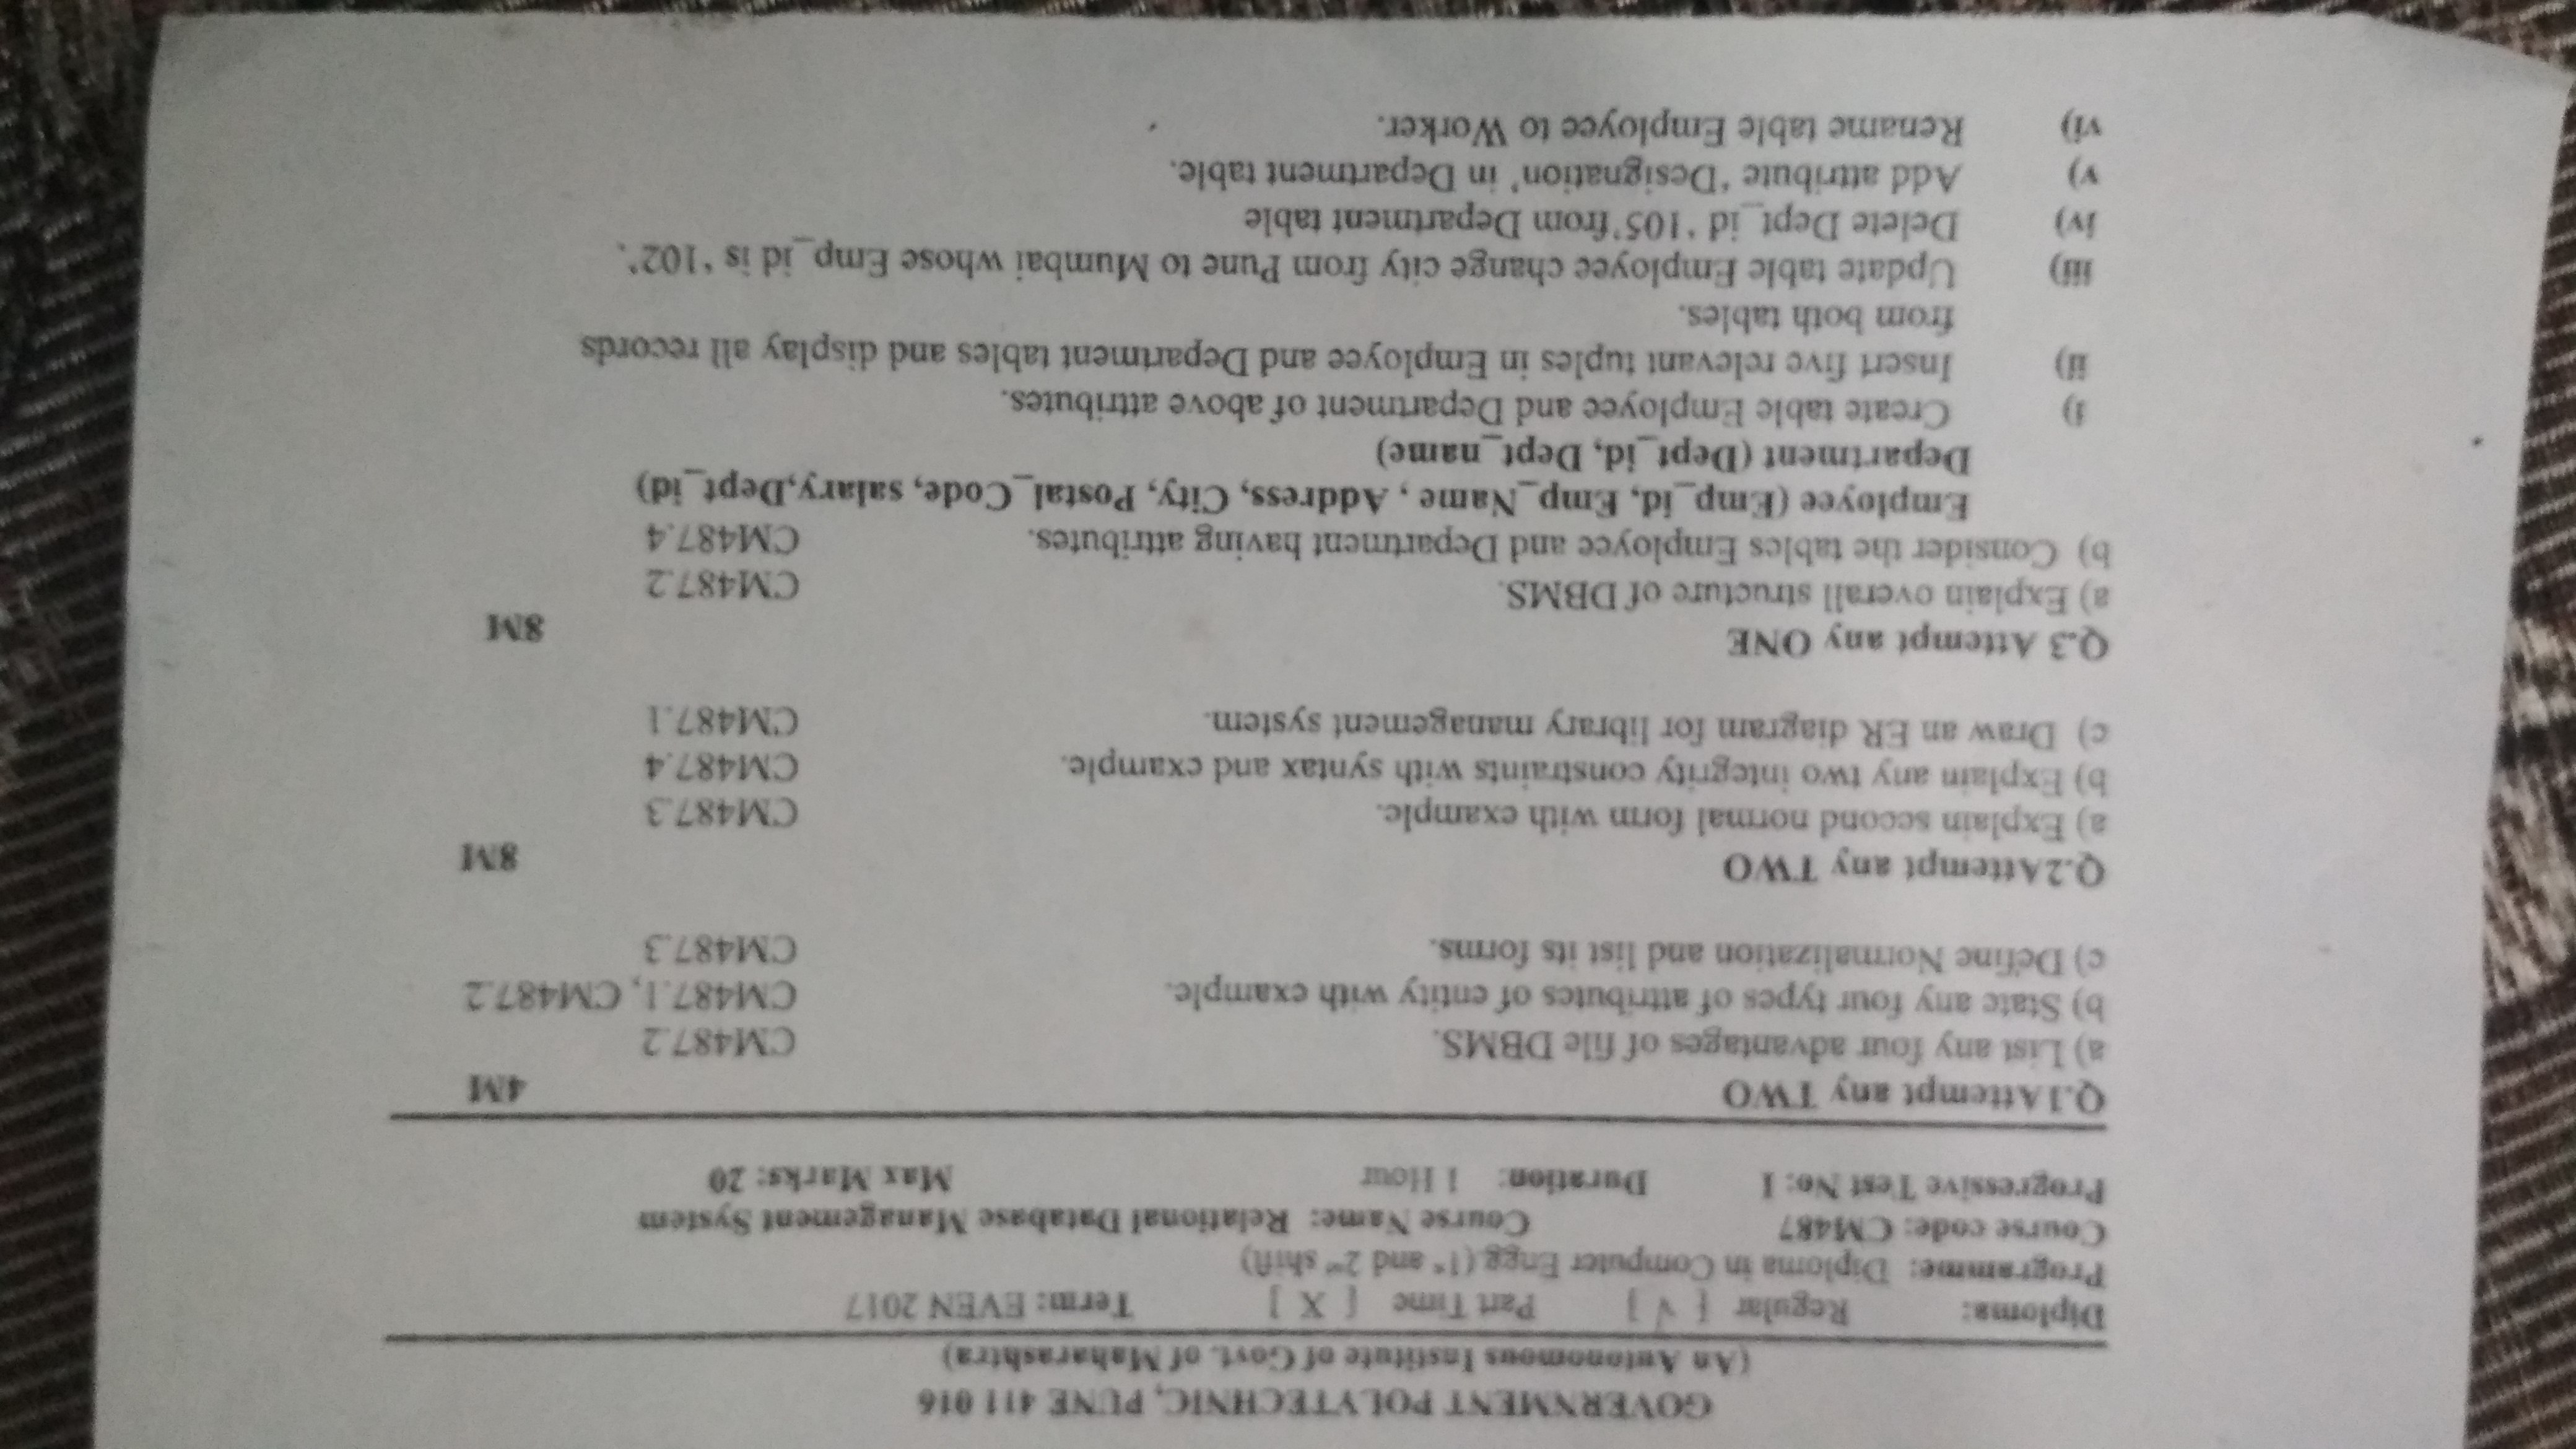 GOVERNMENT POLYTECHNIC, PUNE 411 016
(An Autonomous Institute of Govt. of Maharashtra)
Diploma: Regular [ √ ] Part Time [ X ] Term: EVEN 2017
Programme: Diploma in Computer Engg.(1st and 2nd shift)
Course code: CM487 Course Name: Relational Database Management System
Progressive Test No: 1 Duration: 1 Hour Max Marks: 20
Q.1Attempt any TWO 4M
a) List any four advantages of file DBMS. CM487.2
b) State any four types of attributes of entity with example. CM487.1, CM487.2
c) Define Normalization and list its forms. CM487.3
Q.2Attempt any TWO 8M
a) Explain second normal form with example. CM487.3
b) Explain any two integrity constraints with syntax and example. CM487.4
c) Draw an ER diagram for library management system. CM487.1
Q.3 Attempt any ONE 8M
a) Explain overall structure of DBMS. CM487.2
b) Consider the tables Employee and Department having attributes. CM487.4
Employee (Emp_id, Emp_Name , Address, City, Postal_Code, salary,Dept_id)
Department (Dept_id, Dept_name)
i) Create table Employee and Department of above attributes.
ii) Insert five relevant tuples in Employee and Department tables and display all records
from both tables.
iii) Update table Employee change city from Pune to Mumbai whose Emp_id is '102'.
iv) Delete Dept_id '105'from Department table
v) Add attribute 'Designation' in Department table.
vi) Rename table Employee to Worker.